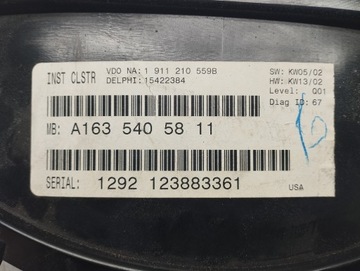 INST CLSTR
VDO NA: 1 911 210 559B
DELPHI: 15422384
SW: KW05/02
HW: KW13/02
Level: Q01
Diag ID: 67
MB: A163 540 58 11
SERIAL: 1292 123883361
USA